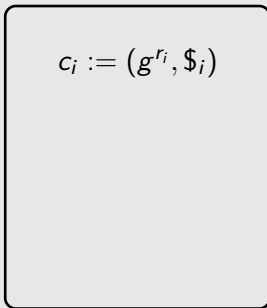 $c_i := (g^{r_i}, \$_i)$